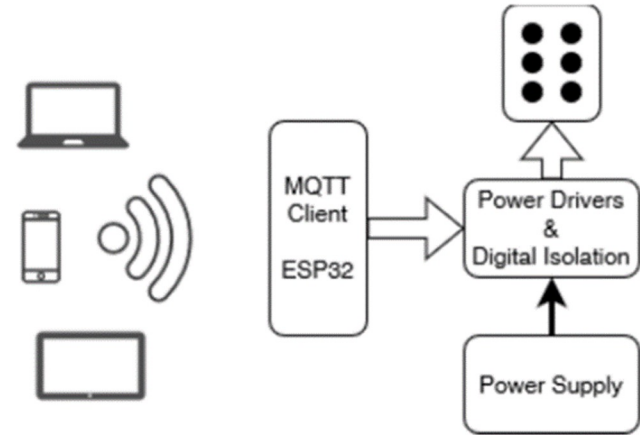 MQTT
Client
ESP32
Power Drivers
&
Digital Isolation
Power Supply